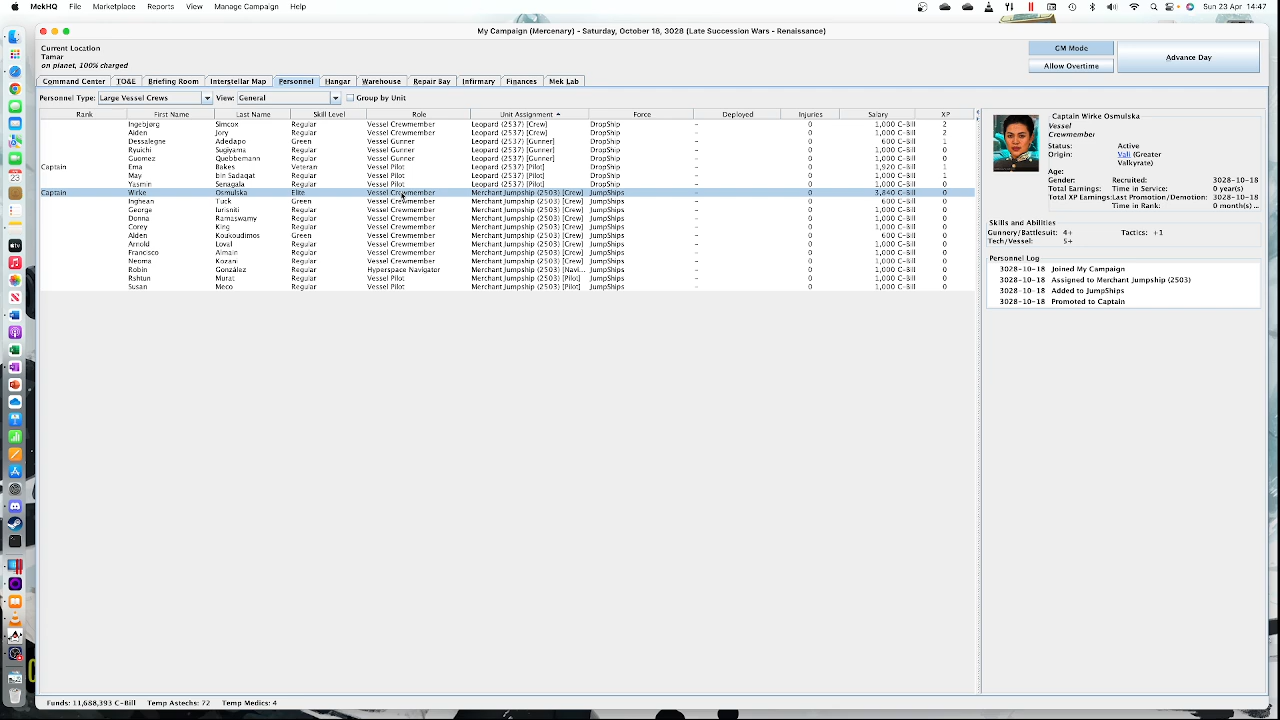 MekHQ File Marketplace Reports View Manage Campaign Help Sun 23 Apr 14:47
My Campaign (Mercenary) - Saturday, October 18, 3028 (Late Succession Wars - Renaissance)
Current Location
Tamar
on planet, 100% charged
GM Mode
Allow Overtime
Advance Day
Command Center TO&E Briefing Room Interstellar Map Personnel Hangar Warehouse Repair Bay Infirmary Finances Mek Lab
Personnel Type: Large Vessel Crews View: General Group by Unit
Rank First Name Last Name Skill Level Role Unit Assignment Force Deployed Injuries Salary XP
Ingebjørg Simcox Regular Vessel Crewmember Leopard (2537) [Crew] DropShip - 0 1,000 C-Bill 2
Aiden Jory Regular Vessel Crewmember Leopard (2537) [Crew] DropShip - 0 1,000 C-Bill 2
Dessalegne Adedapo Green Vessel Gunner Leopard (2537) [Gunner] DropShip - 0 600 C-Bill 1
Ryuichi Sugiyama Regular Vessel Gunner Leopard (2537) [Gunner] DropShip - 0 1,000 C-Bill 0
Guomez Quebbemann Regular Vessel Gunner Leopard (2537) [Gunner] DropShip - 0 1,000 C-Bill 0
Captain Ema Bekes Veteran Vessel Pilot Leopard (2537) [Pilot] DropShip - 0 1
May bin Sadaqat Regular Vessel Pilot Leopard (2537) [Pilot] DropShip - 0 1,000 C-Bill 1
Yasmin Senagala Regular Vessel Pilot Leopard (2537) [Pilot] DropShip - 0 1,000 C-Bill 0
Captain Wirke Osmulska Elite Vessel Crewmember Merchant Jumpship (2503) [Crew] JumpShips - 0 3,840 C-Bill 0
Inghean Tuck Green Vessel Crewmember Merchant Jumpship (2503) [Crew] JumpShips - 0 600 C-Bill 0
George Iurisniti Regular Vessel Crewmember Merchant Jumpship (2503) [Crew] JumpShips - 0 1,000 C-Bill 0
Donna Ramaswamy Regular Vessel Crewmember Merchant Jumpship (2503) [Crew] JumpShips - 0 1,000 C-Bill 0
Corey King Regular Vessel Crewmember Merchant Jumpship (2503) [Crew] JumpShips - 0 1,000 C-Bill 0
Aiden Koukoudimos Green Vessel Crewmember Merchant Jumpship (2503) [Crew] JumpShips - 0 600 C-Bill 0
Arnold Loval Regular Vessel Crewmember Merchant Jumpship (2503) [Crew] JumpShips - 0 1,000 C-Bill 0
Francisco Almain Regular Vessel Crewmember Merchant Jumpship (2503) [Crew] JumpShips - 0 1,000 C-Bill 0
Neema Kozan Regular Vessel Crewmember Merchant Jumpship (2503) [Crew] JumpShips - 0 1,000 C-Bill 0
Robin González Regular Hyperspace Navigator Merchant Jumpship (2503) [Navi... JumpShips - 0 1,000 C-Bill 0
Rshtun Murat Regular Vessel Pilot Merchant Jumpship (2503) [Pilot] JumpShips - 0 1,000 C-Bill 0
Susan Meco Regular Vessel Pilot Merchant Jumpship (2503) [Pilot] JumpShips - 0 1,000 C-Bill 0
Captain Wirke Osmulska
Vessel
Crewmember
Status: Active
Origin: Vali (Greater
Valkyrate)
Age:
Gender: Recruited: 3028-10-18
Total Earnings: Time in Service: 0 year(s)
Total XP Earnings: Last Promotion/Demotion: 3028-10-18
Time in Rank: 0 month(s) ...
Skills and Abilities
Gunnery/Battlesuit: 4+ Tactics: +1
Tech/Vessel: 5+
Personnel Log
3028-10-18 Joined My Campaign
3028-10-18 Assigned to Merchant Jumpship (2503)
3028-10-18 Added to JumpShips
3028-10-18 Promoted to Captain
Funds: 11,688,393 C-Bill Temp Astechs: 72 Temp Medics: 4